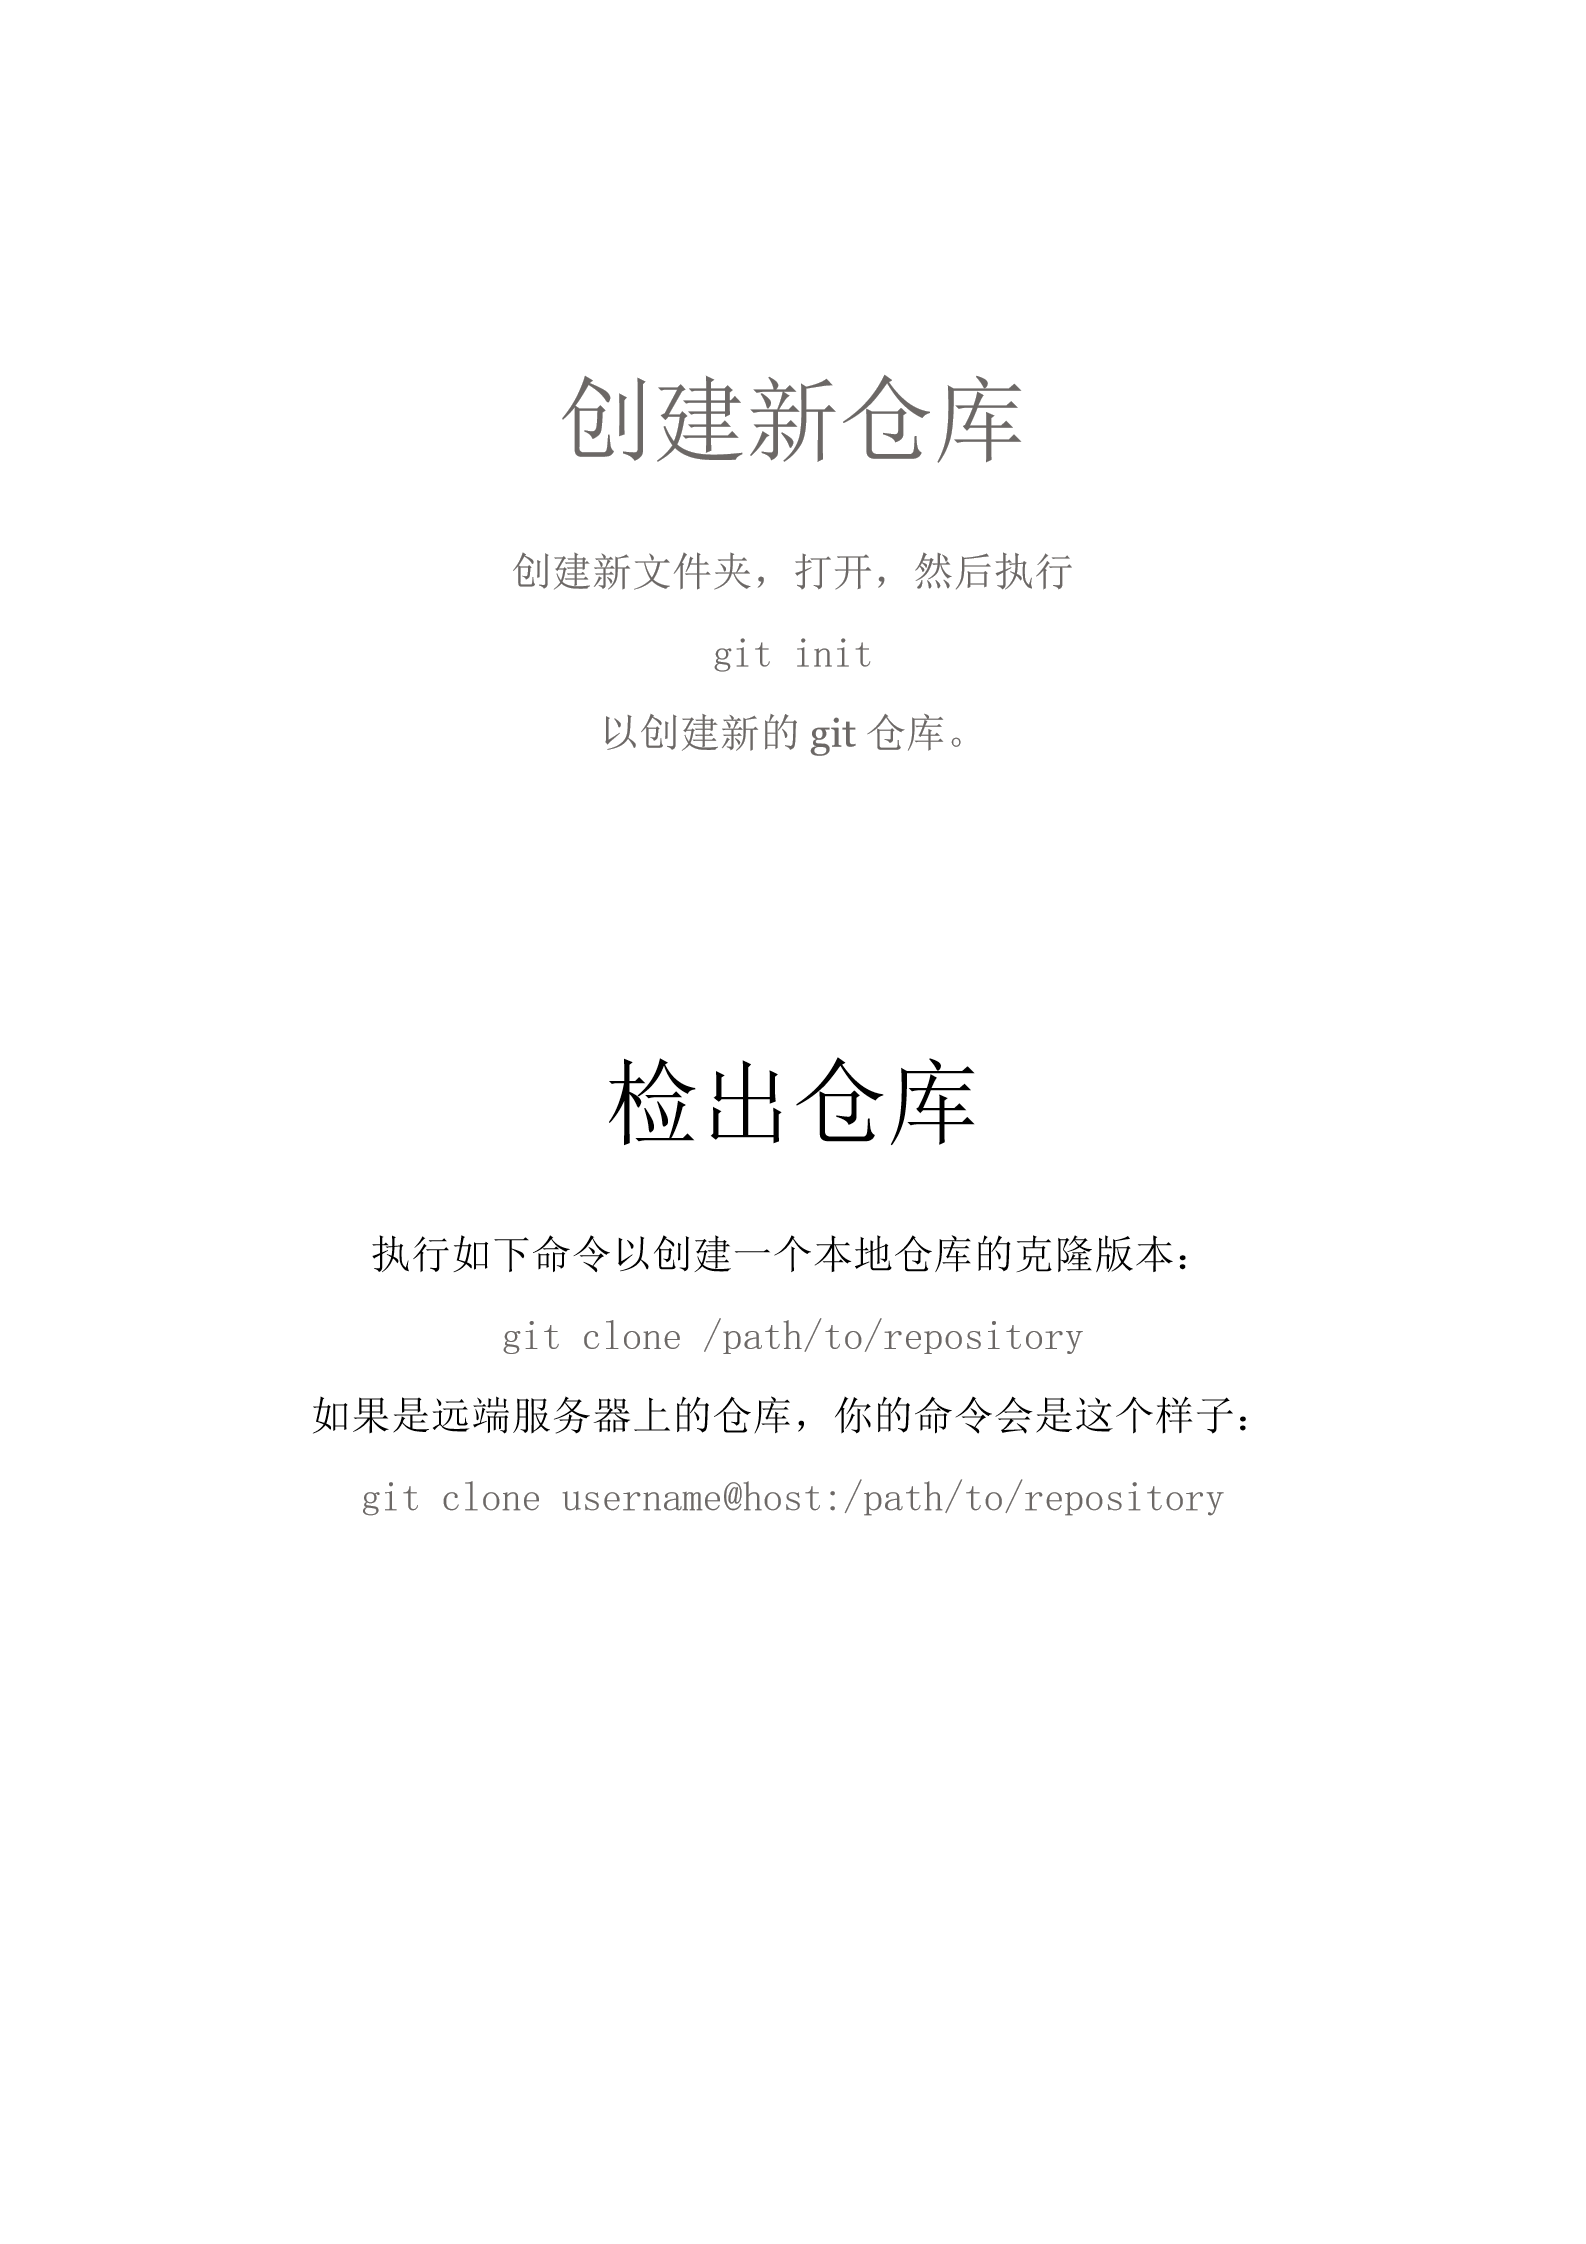 创建新仓库
创建新文件夹，打开，然后执行
git init
以创建新的 git 仓库。
检出仓库
执行如下命令以创建一个本地仓库的克隆版本：
git clone /path/to/repository
如果是远端服务器上的仓库，你的命令会是这个样子：
git clone username@host:/path/to/repository